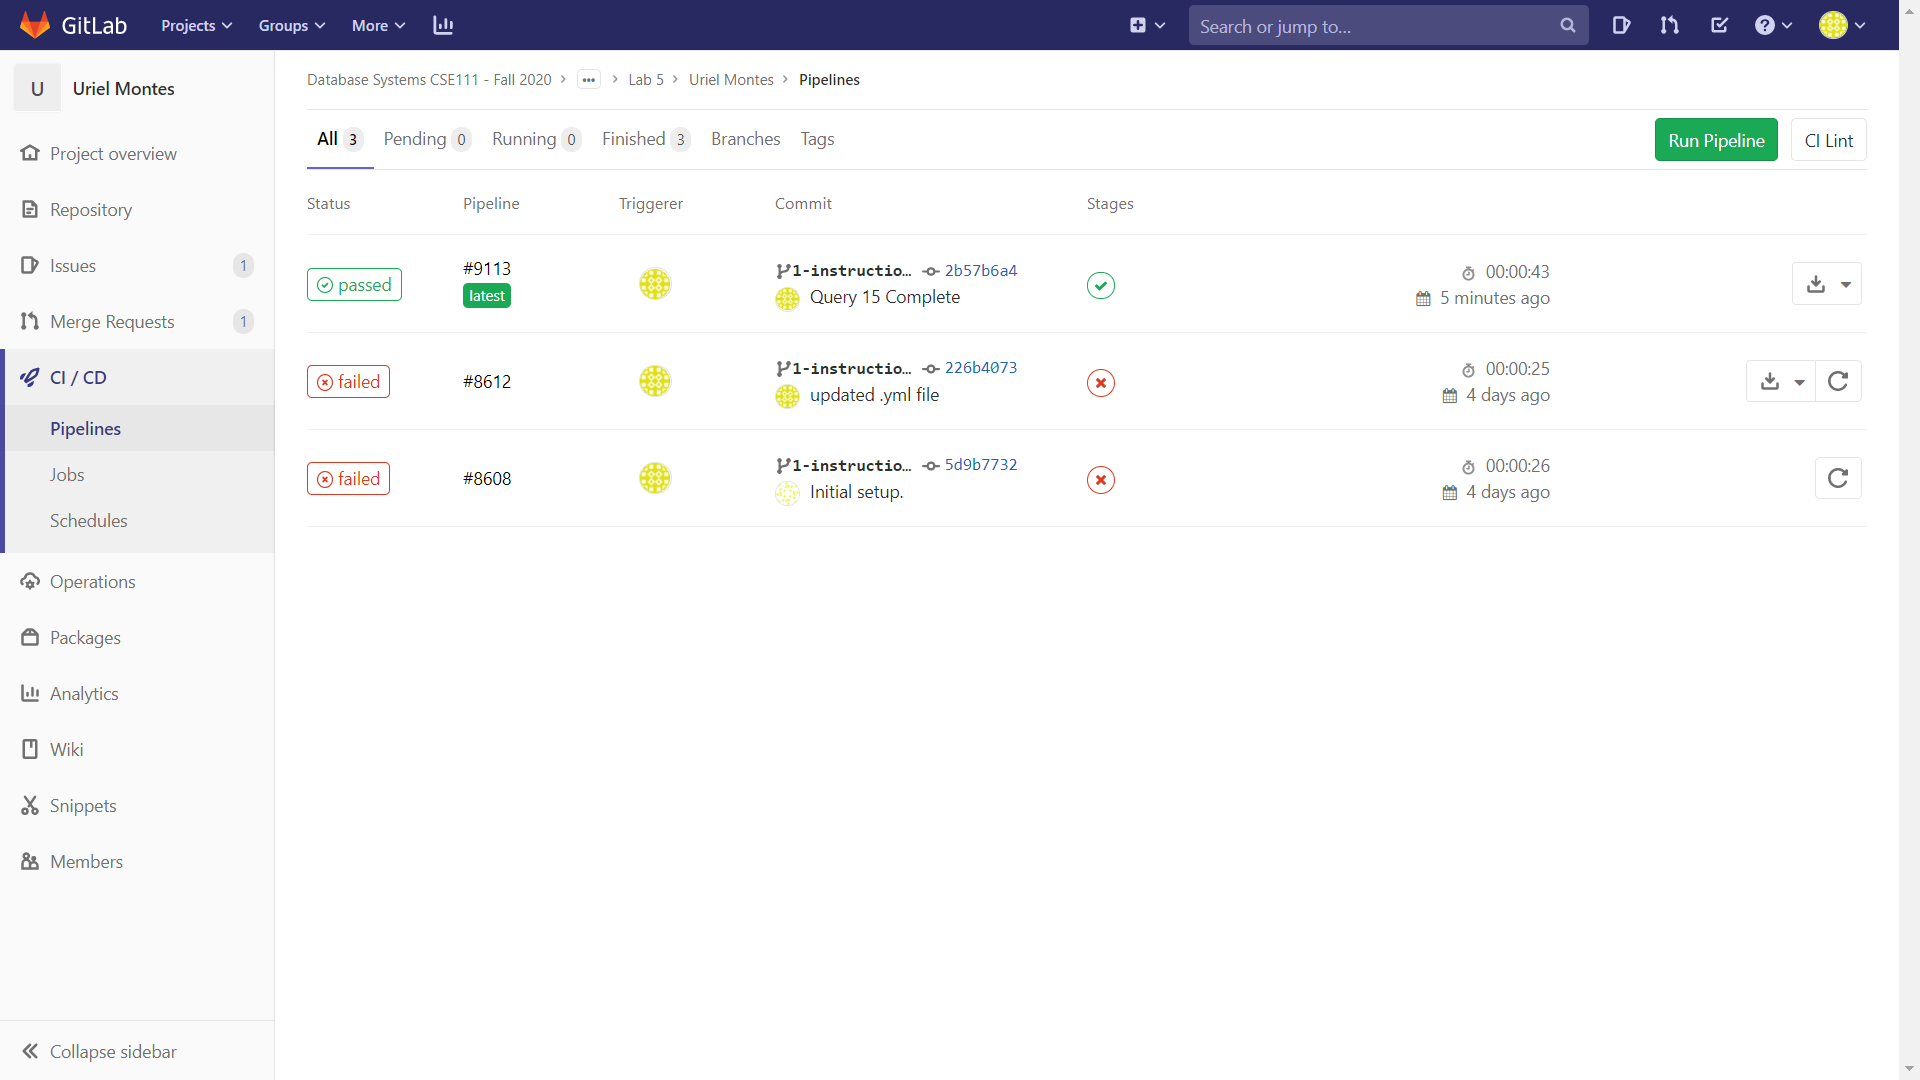 GitLab Projects Groups More Search or jump to...
U Uriel Montes
Project overview
Repository
Issues 1
Merge Requests 1
CI / CD
Pipelines
Jobs
Schedules
Operations
Packages
Analytics
Wiki
Snippets
Members
Collapse sidebar
Database Systems CSE111 - Fall 2020 > ... > Lab 5 > Uriel Montes > Pipelines
All 3 Pending 0 Running 0 Finished 3 Branches Tags Run Pipeline CI Lint
Status Pipeline Triggerer Commit Stages
passed #9113 latest 1-instructio... 2b57b6a4 00:00:43
Query 15 Complete 5 minutes ago
failed #8612 1-instructio... 226b4073 00:00:25
updated .yml file 4 days ago
failed #8608 1-instructio... 5d9b7732 00:00:26
Initial setup. 4 days ago